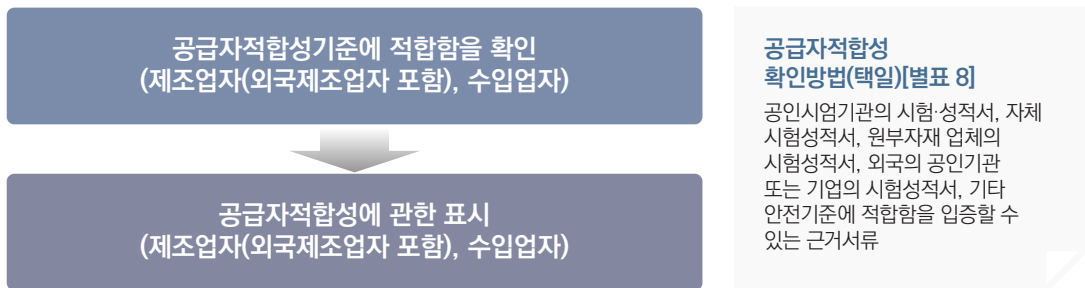 공급자적합성기준에 적합함을 확인
(제조업자(외국제조업자 포함), 수입업자)
공급자적합성에 관한 표시
(제조업자(외국제조업자 포함), 수입업자)
공급자적합성
확인방법(택일)[별표 8]
공인시엄기관의 시험·성적서, 자체
시험성적서, 원부자재 업체의
시험성적서, 외국의 공인기관
또는 기업의 시험성적서, 기타
안전기준에 적합함을 입증할 수
있는 근거서류